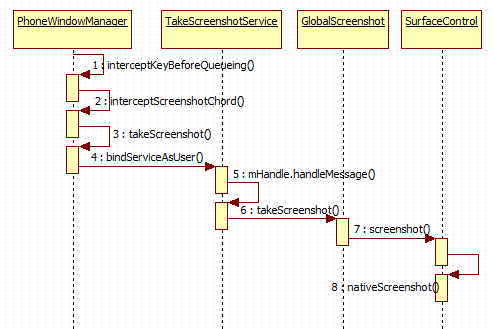 PhoneWindowManager
TakeScreenshotService
GlobalScreenshot
SurfaceControl
1 : interceptKeyBeforeQueueing()
2 : interceptScreenshotChord()
3 : takeScreenshot()
4 : bindServiceAsUser()
5 : mHandle.handleMessage()
6 : takeScreenshot()
7 : screenshot()
8 : nativeScreenshot()